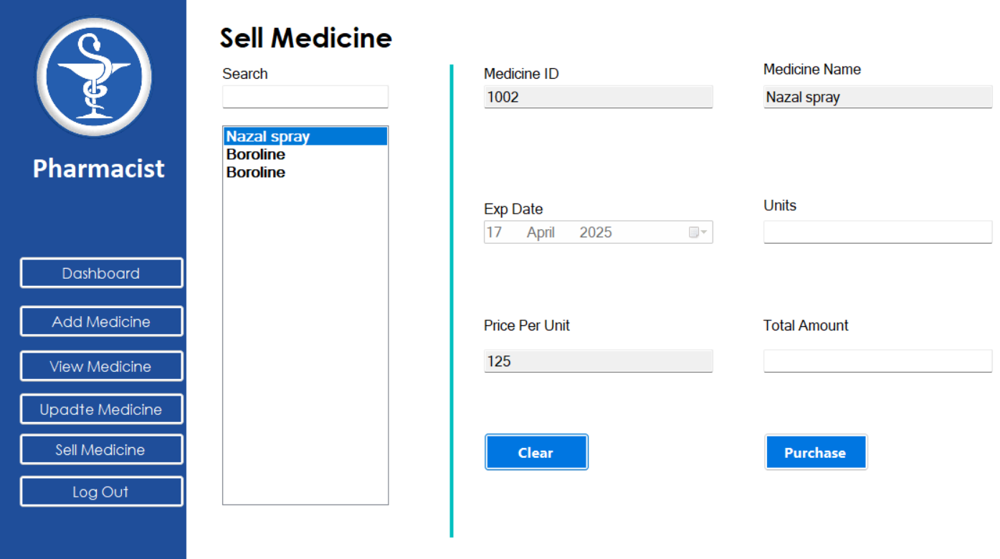 Pharmacist
Dashboard
Add Medicine
View Medicine
Upadte Medicine
Sell Medicine
Log Out
Sell Medicine
Search
Nazal spray
Boroline
Boroline
Medicine ID
1002
Medicine Name
Nazal spray
Exp Date
17 April 2025
Units
Price Per Unit
125
Total Amount
Clear
Purchase